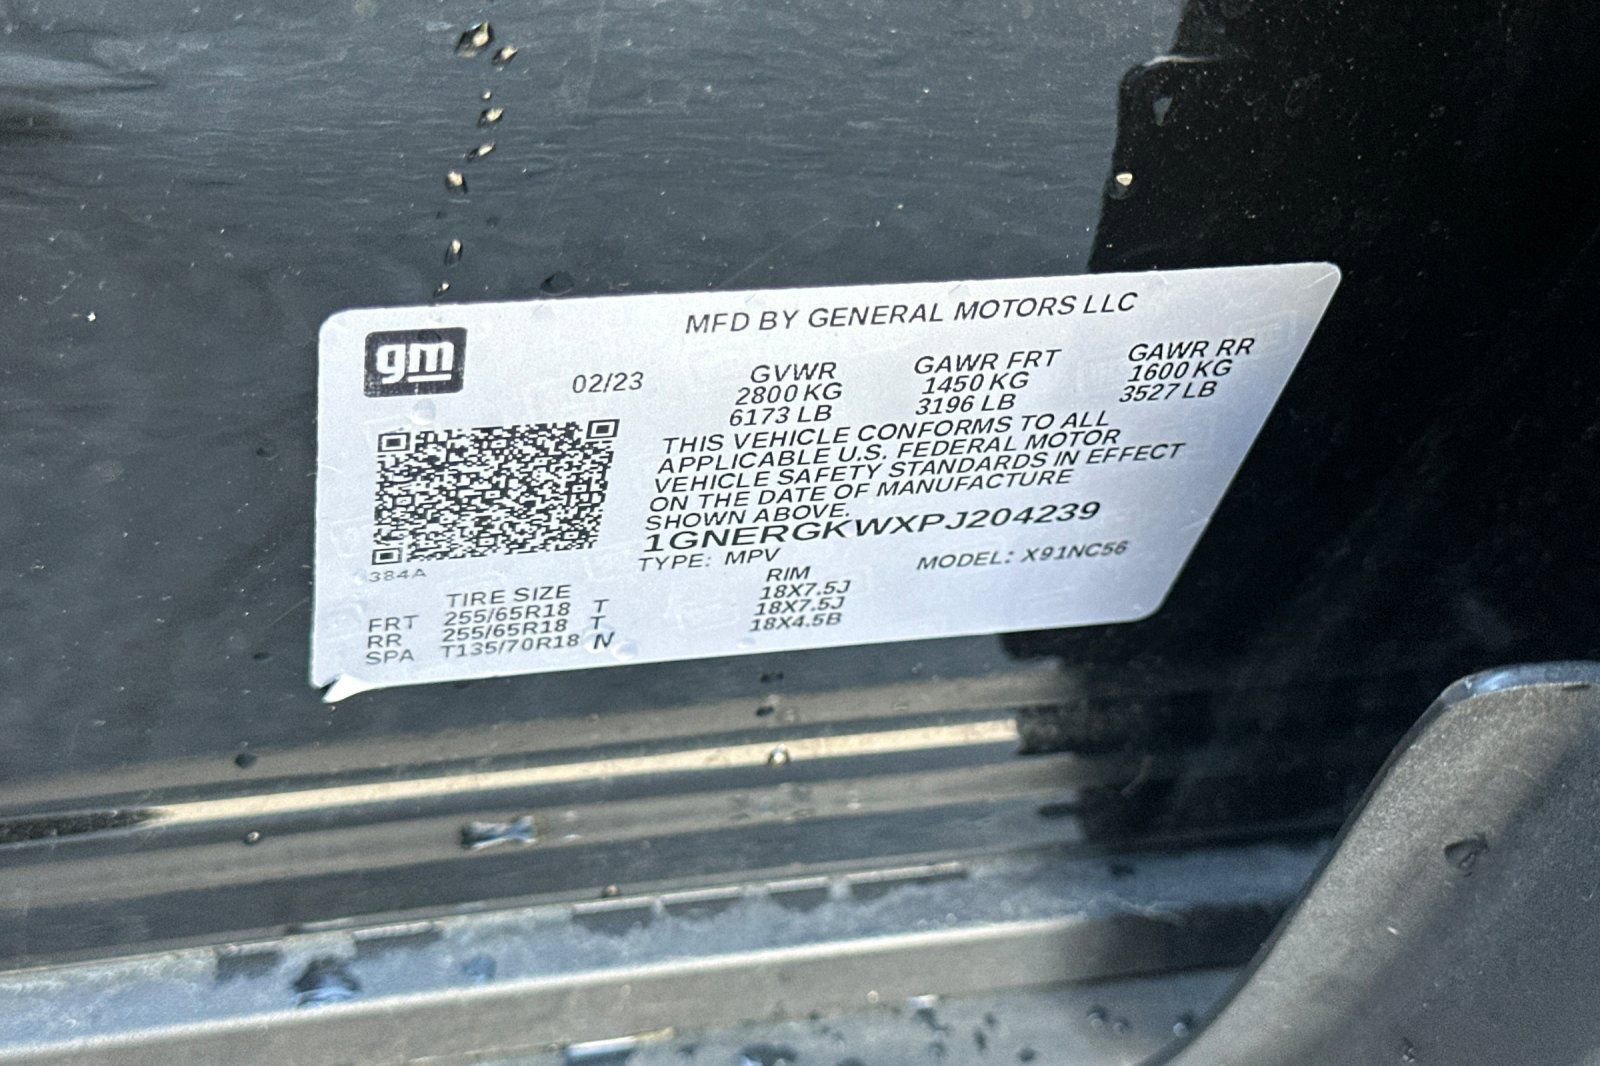 MFD BY GENERAL MOTORS LLC
gm
02/23 GVWR GAWR FRT GAWR RR
2800 KG 1450 KG 1600 KG
6173 LB 3196 LB 3527 LB
THIS VEHICLE CONFORMS TO ALL
APPLICABLE U.S. FEDERAL MOTOR
VEHICLE SAFETY STANDARDS IN EFFECT
ON THE DATE OF MANUFACTURE
SHOWN ABOVE.
1GNERGKWXPJ204239
TYPE: MPV MODEL: X91NC56
384A
TIRE SIZE RIM
FRT 255/65R18 T 18X7.5J
RR 255/65R18 T 18X7.5J
SPA T135/70R18 N 18X4.5B